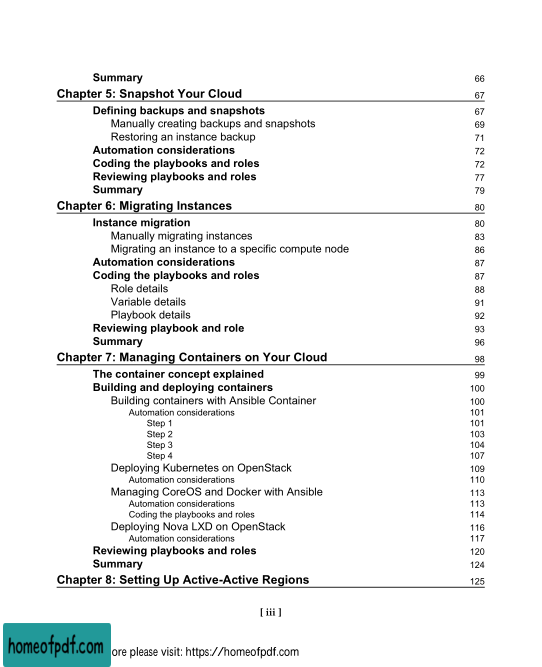 Summary 66
Chapter 5: Snapshot Your Cloud 67
Defining backups and snapshots 67
Manually creating backups and snapshots 69
Restoring an instance backup 71
Automation considerations 72
Coding the playbooks and roles 72
Reviewing playbooks and roles 77
Summary 79
Chapter 6: Migrating Instances 80
Instance migration 80
Manually migrating instances 83
Migrating an instance to a specific compute node 86
Automation considerations 87
Coding the playbooks and roles 87
Role details 88
Variable details 91
Playbook details 92
Reviewing playbook and role 93
Summary 96
Chapter 7: Managing Containers on Your Cloud 98
The container concept explained 99
Building and deploying containers 100
Building containers with Ansible Container 100
Automation considerations 101
Step 1 101
Step 2 103
Step 3 104
Step 4 107
Deploying Kubernetes on OpenStack 109
Automation considerations 110
Managing CoreOS and Docker with Ansible 113
Automation considerations 113
Coding the playbooks and roles 114
Deploying Nova LXD on OpenStack 116
Automation considerations 117
Reviewing playbooks and roles 120
Summary 124
Chapter 8: Setting Up Active-Active Regions 125
[ iii ]
homeofpdf.com ore please visit: https://homeofpdf.com